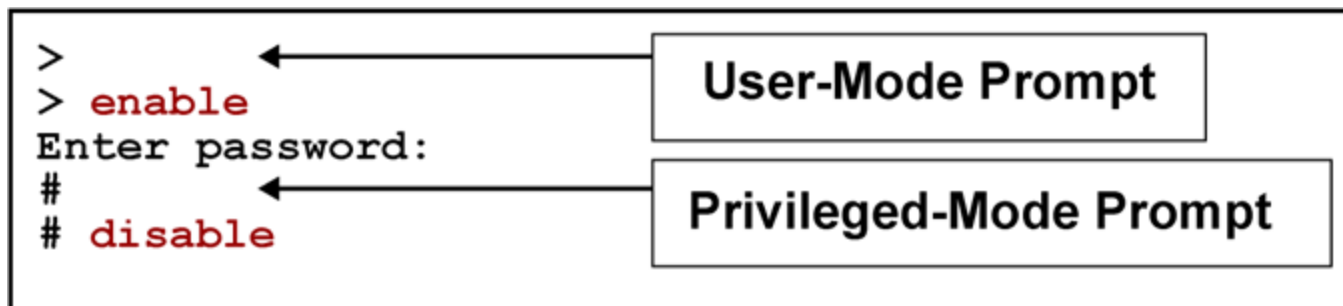 >
> enable
Enter password:
#
# disable
User-Mode Prompt
Privileged-Mode Prompt